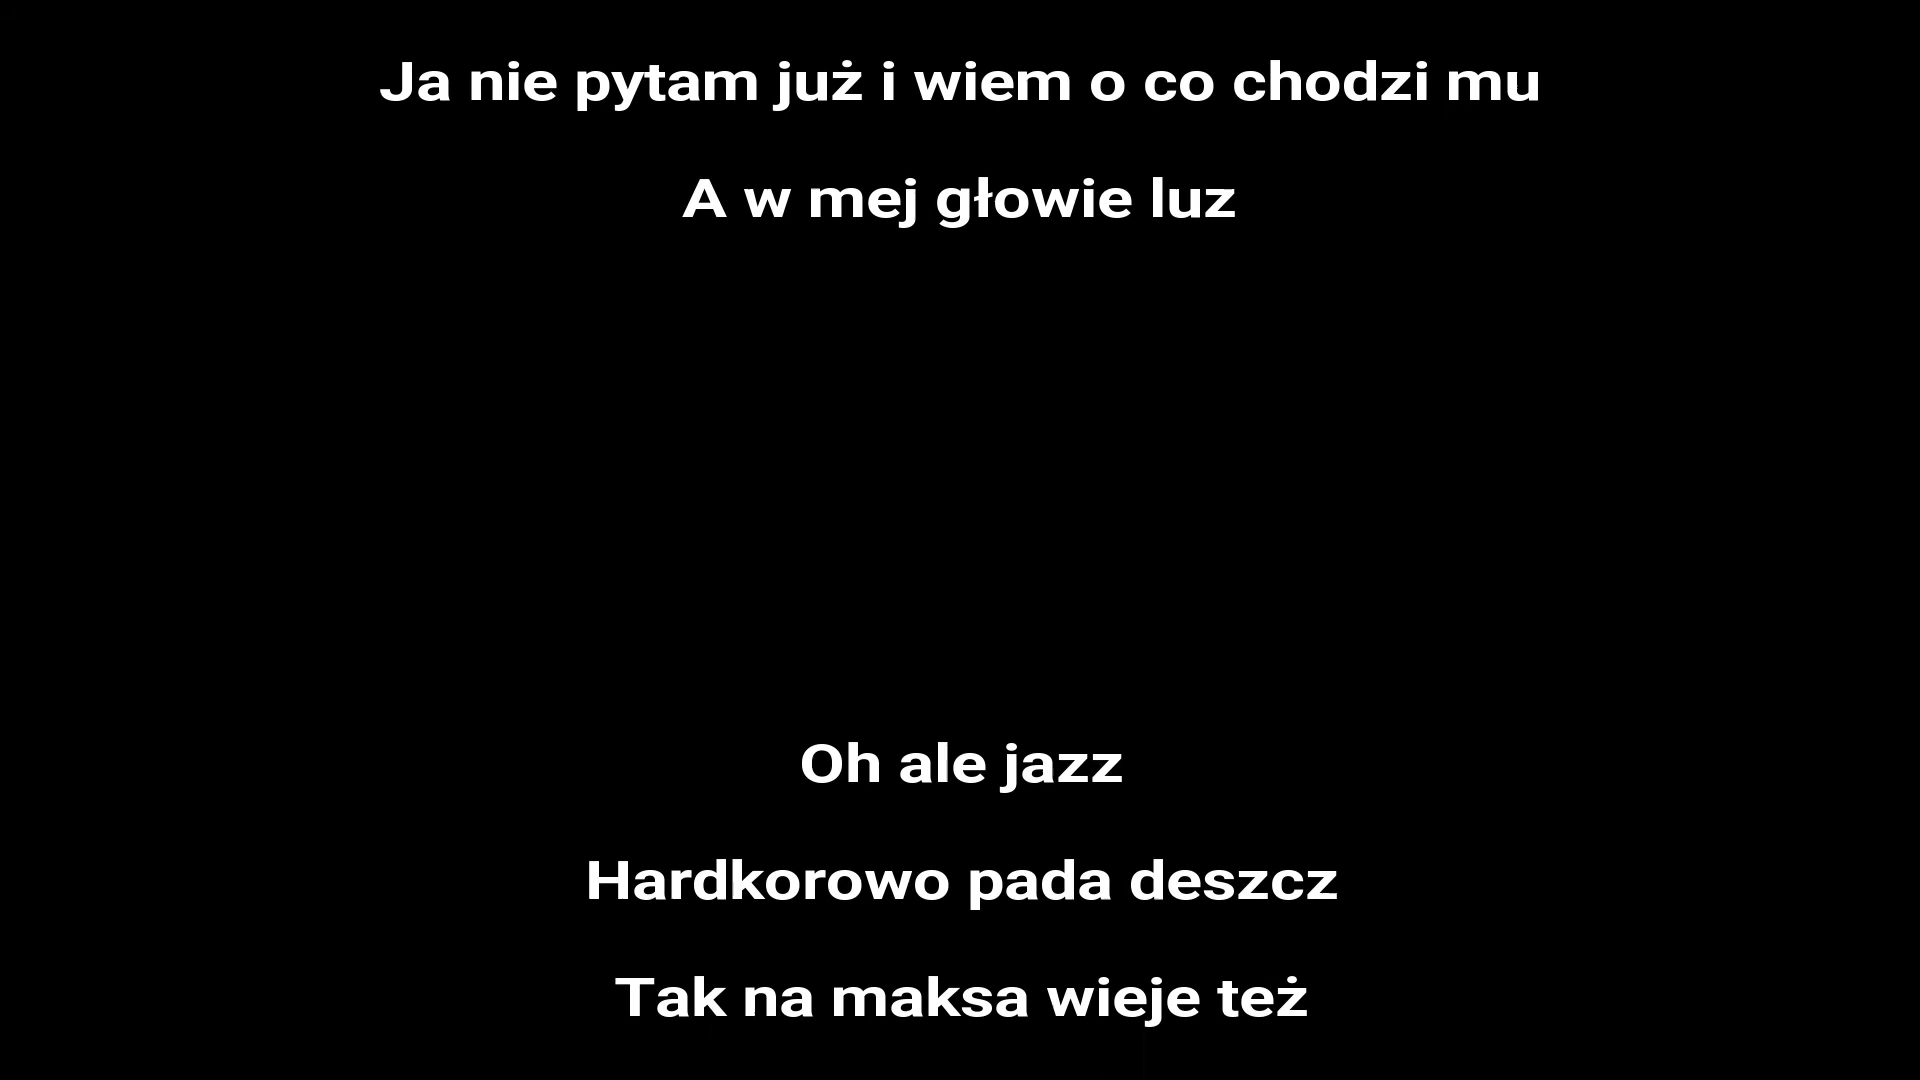 Ja nie pytam już i wiem o co chodzi mu
A w mej głowie luz
Oh ale jazz
Hardkorowo pada deszcz
Tak na maksa wieje też